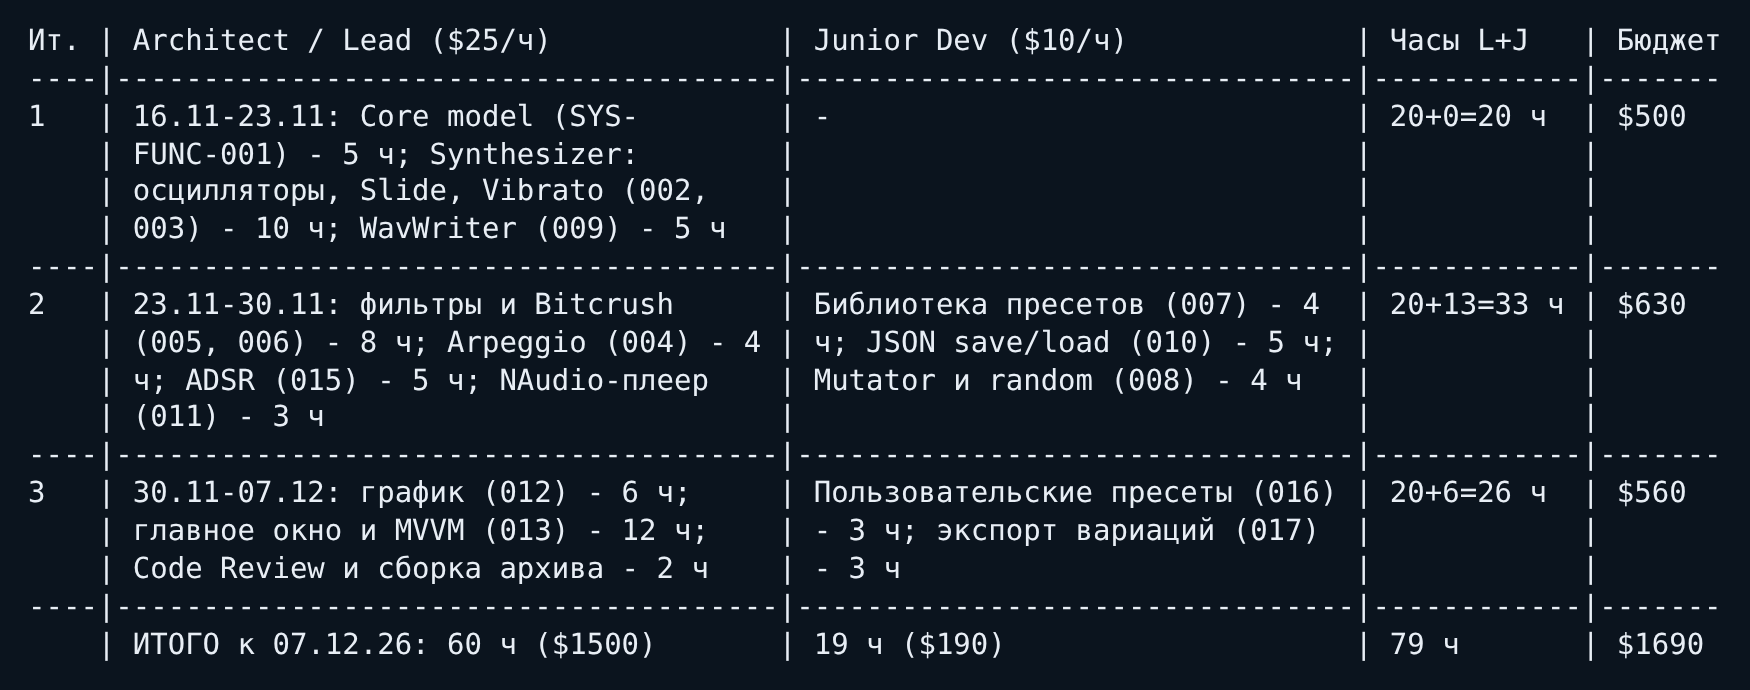 Ит. | Architect / Lead ($25/ч) | Junior Dev ($10/ч) | Часы L+J | Бюджет
----|--------------------------------------|-------------------------------|------------|-------
1 | 16.11-23.11: Core model (SYS- | - | 20+0=20 ч | $500
| FUNC-001) - 5 ч; Synthesizer: | | |
| осцилляторы, Slide, Vibrato (002, | | |
| 003) - 10 ч; WavWriter (009) - 5 ч | | |
----|--------------------------------------|-------------------------------|------------|-------
2 | 23.11-30.11: фильтры и Bitcrush | Библиотека пресетов (007) - 4 | 20+13=33 ч | $630
| (005, 006) - 8 ч; Arpeggio (004) - 4 | ч; JSON save/load (010) - 5 ч; | |
| ч; ADSR (015) - 5 ч; NAudio-плеер | Mutator и random (008) - 4 ч | |
| (011) - 3 ч | | |
----|--------------------------------------|-------------------------------|------------|-------
3 | 30.11-07.12: график (012) - 6 ч; | Пользовательские пресеты (016) | 20+6=26 ч | $560
| главное окно и MVVM (013) - 12 ч; | - 3 ч; экспорт вариаций (017) | |
| Code Review и сборка архива - 2 ч | - 3 ч | |
----|--------------------------------------|-------------------------------|------------|-------
| ИТОГО к 07.12.26: 60 ч ($1500) | 19 ч ($190) | 79 ч | $1690